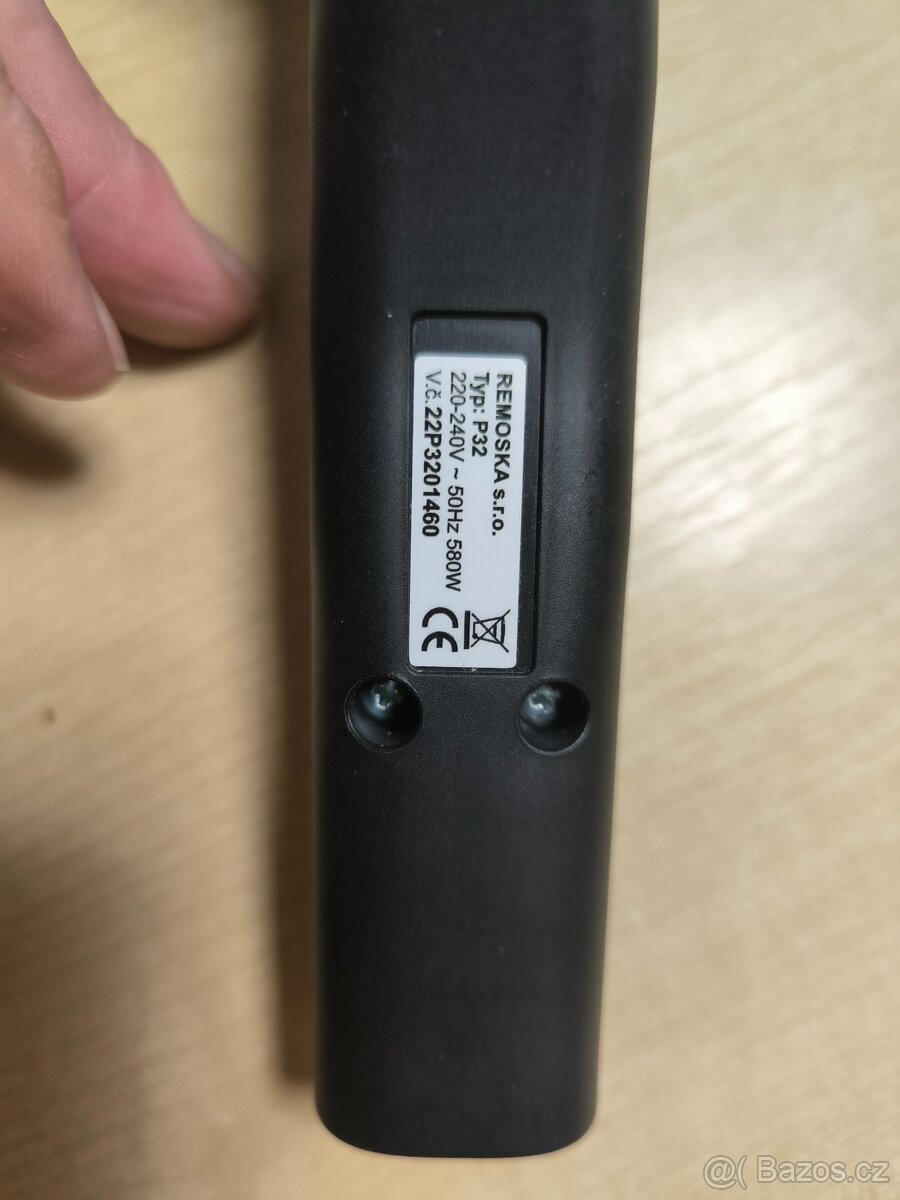 REMOSKA s.r.o.
Typ: P32
220-240V ~ 50Hz 580W
V.č. 22P3201460
CE
@( Bazos.cz